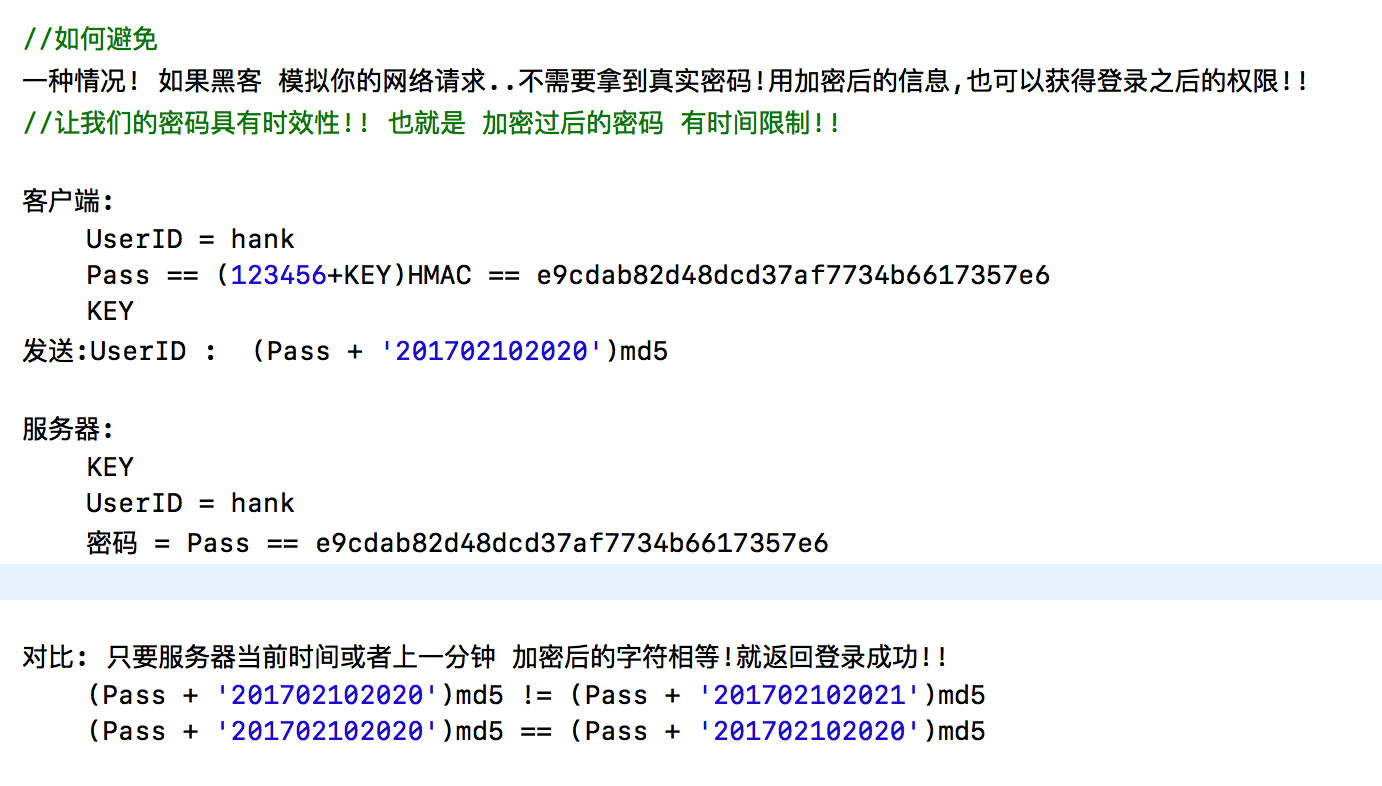 //如何避免
一种情况! 如果黑客 模拟你的网络请求..不需要拿到真实密码!用加密后的信息,也可以获得登录之后的权限!!
//让我们的密码具有时效性!! 也就是 加密过后的密码 有时间限制!!
客户端:
UserID = hank
Pass == (123456+KEY)HMAC == e9cdab82d48dcd37af7734b6617357e6
KEY
发送:UserID : (Pass + '201702102020')md5
服务器:
KEY
UserID = hank
密码 = Pass == e9cdab82d48dcd37af7734b6617357e6
对比: 只要服务器当前时间或者上一分钟 加密后的字符相等!就返回登录成功!!
(Pass + '201702102020')md5 != (Pass + '201702102021')md5
(Pass + '201702102020')md5 == (Pass + '201702102020')md5